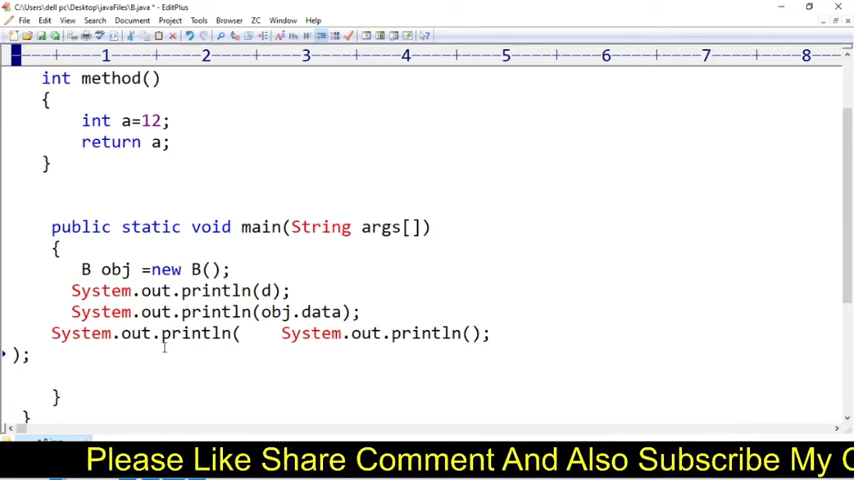 C:\Users\dell pc\Desktop\javaFiles\B.java * - EditPlus
File Edit View Search Document Project Tools Browser ZC Window Help
1 2 3 4 5 6 7 8
int method()
{
int a=12;
return a;
}
public static void main(String args[])
{
B obj =new B();
System.out.println(d);
System.out.println(obj.data);
System.out.println( System.out.println();
);
}
}
Please Like Share Comment And Also Subscribe My C